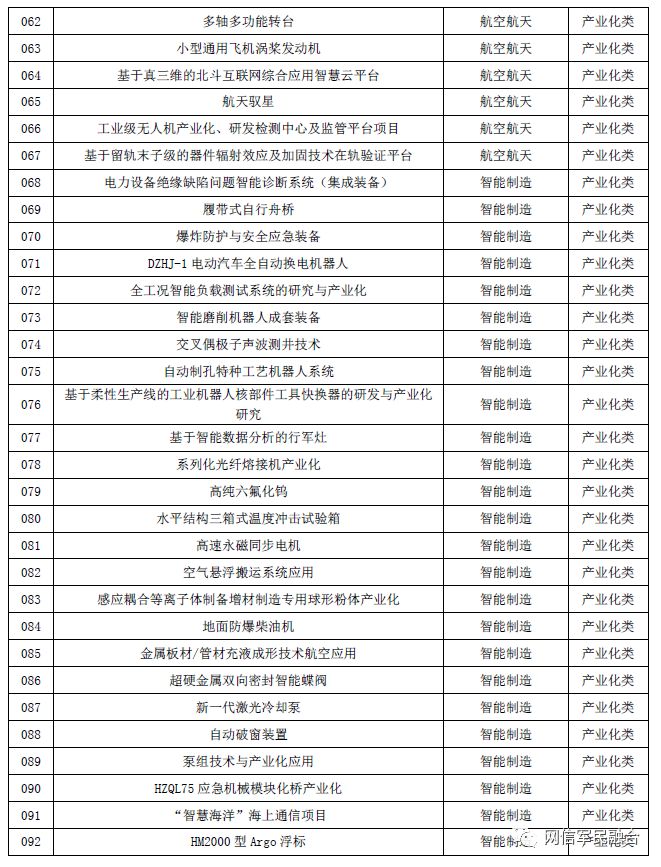 062 多轴多功能转台 航空航天 产业化类
063 小型通用飞机涡桨发动机 航空航天 产业化类
064 基于真三维的北斗互联网综合应用智慧云平台 航空航天 产业化类
065 航天驭星 航空航天 产业化类
066 工业级无人机产业化、研发检测中心及监管平台项目 航空航天 产业化类
067 基于留轨末子级的器件辐射效应及加固技术在轨验证平台 航空航天 产业化类
068 电力设备绝缘缺陷问题智能诊断系统（集成装备） 智能制造 产业化类
069 履带式自行舟桥 智能制造 产业化类
070 爆炸防护与安全应急装备 智能制造 产业化类
071 DZHJ-1 电动汽车全自动换电机器人 智能制造 产业化类
072 全工况智能负载测试系统的研究与产业化 智能制造 产业化类
073 智能磨削机器人成套装备 智能制造 产业化类
074 交叉偶极子声波测井技术 智能制造 产业化类
075 自动制孔特种工艺机器人系统 智能制造 产业化类
076 基于柔性生产线的工业机器人核部件工具快换器的研发与产业化
研究 智能制造 产业化类
077 基于智能数据分析的行军灶 智能制造 产业化类
078 系列化光纤熔接机产业化 智能制造 产业化类
079 高纯六氟化钨 智能制造 产业化类
080 水平结构三箱式温度冲击试验箱 智能制造 产业化类
081 高速永磁同步电机 智能制造 产业化类
082 空气悬浮搬运系统应用 智能制造 产业化类
083 感应耦合等离子体制备增材制造专用球形粉体产业化 智能制造 产业化类
084 地面防爆柴油机 智能制造 产业化类
085 金属板材/管材充液成形技术航空应用 智能制造 产业化类
086 超硬金属双向密封智能蝶阀 智能制造 产业化类
087 新一代激光冷却泵 智能制造 产业化类
088 自动破窗装置 智能制造 产业化类
089 泵组技术与产业化应用 智能制造 产业化类
090 HZQL75 应急机械模块化桥产业化 智能制造 产业化类
091 “智慧海洋”海上通信项目 智能制造 产业化类
092 HM2000 型 Argo 浮标 智能制造 产业化类
网信军民融合